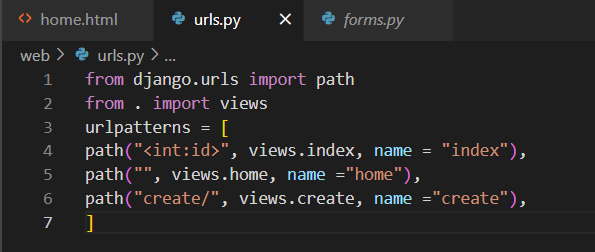 home.html urls.py × forms.py
web > urls.py > ...
1 from django.urls import path
2 from . import views
3 urlpatterns = [
4 path("<int:id>", views.index, name = "index"),
5 path("", views.home, name ="home"),
6 path("create/", views.create, name ="create"),
7 ]